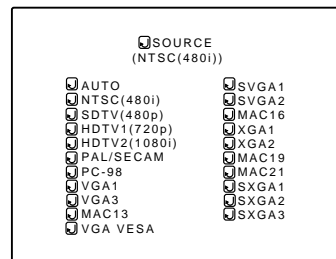 SOURCE
(NTSC(480i))
AUTO
NTSC(480i)
SDTV(480p)
HDTV1(720p)
HDTV2(1080i)
PAL/SECAM
PC-98
VGA1
VGA3
MAC13
VGA VESA
SVGA1
SVGA2
MAC16
XGA1
XGA2
MAC19
MAC21
SXGA1
SXGA2
SXGA3